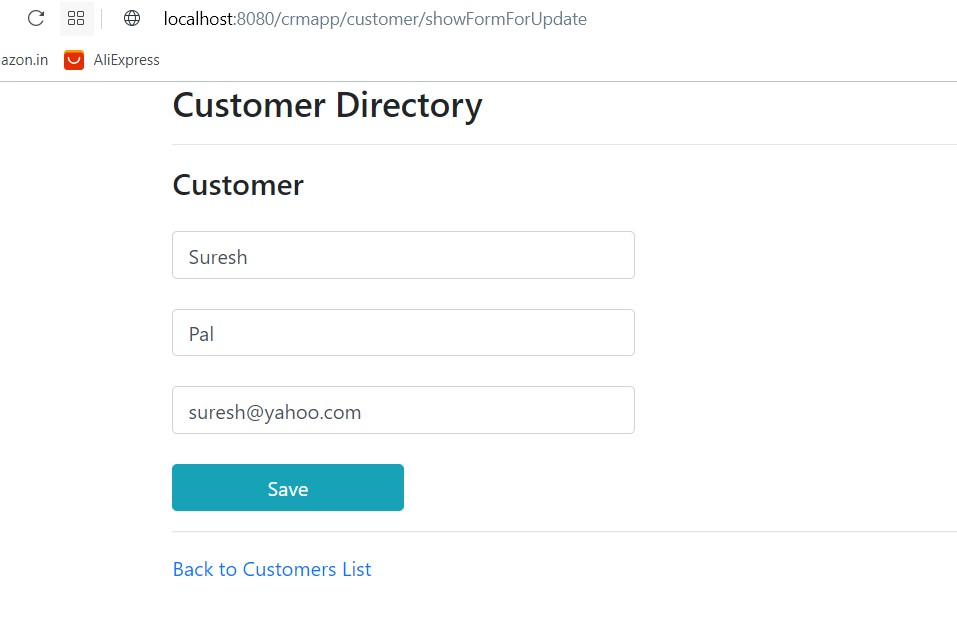 localhost:8080/crmapp/customer/showFormForUpdate
azon.in AliExpress
Customer Directory
Customer
Suresh
Pal
suresh@yahoo.com
Save
Back to Customers List